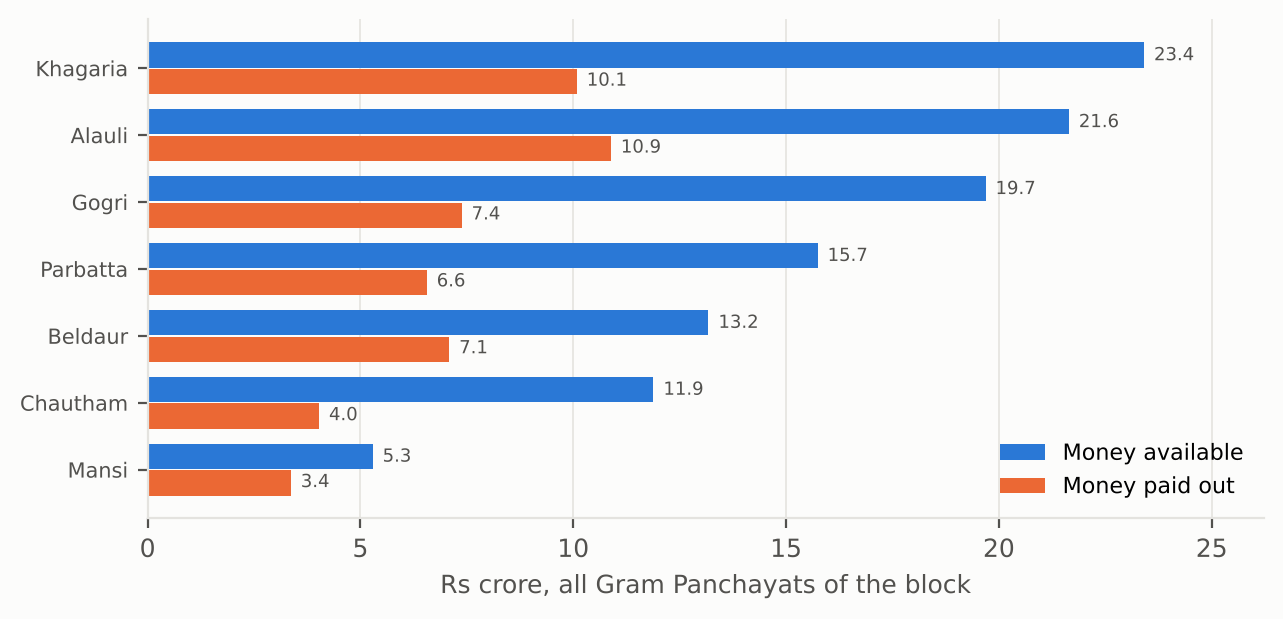 Khagaria 23.4
10.1
Alauli 21.6
10.9
Gogri 19.7
7.4
Parbatta 15.7
6.6
Beldaur 13.2
7.1
Chautham 11.9
4.0
Mansi 5.3
3.4
Money available
Money paid out
0 5 10 15 20 25
Rs crore, all Gram Panchayats of the block